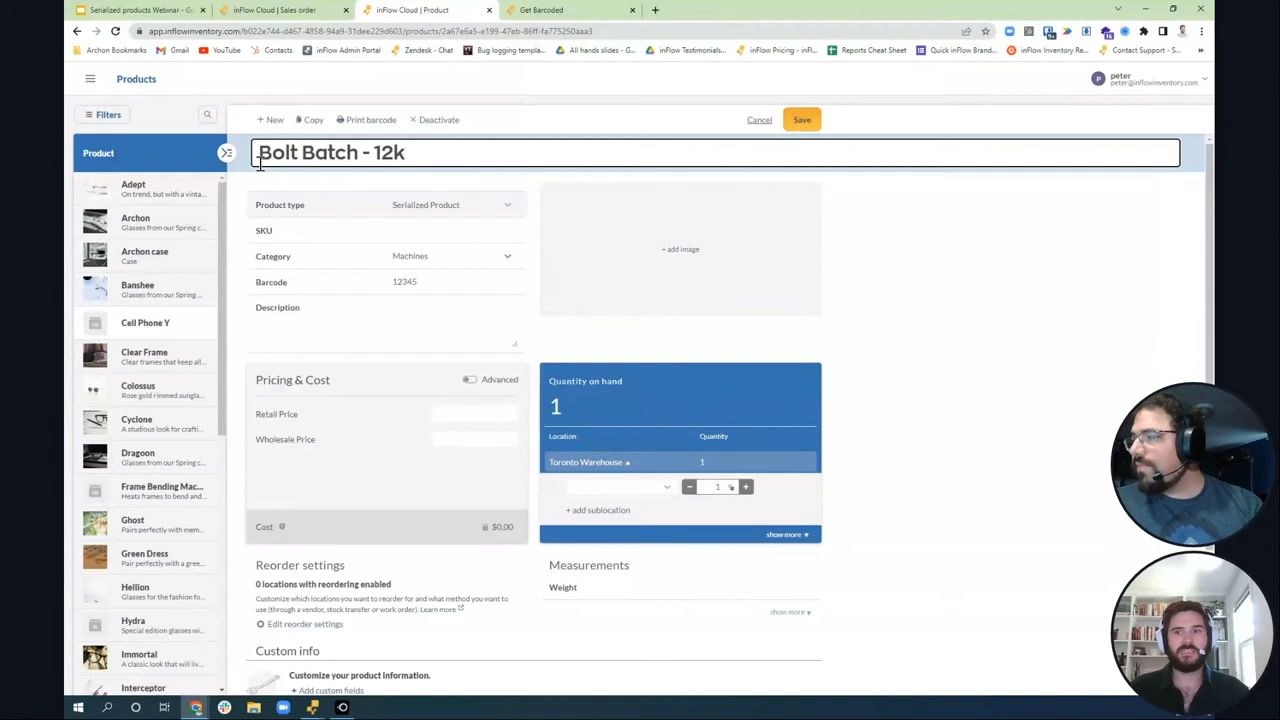 Serialized products Webinar - G
inFlow Cloud | Sales order
inFlow Cloud | Product
Get Barcoded
app.inflowinventory.com/b022e744-d467-4634-9341-31dee229d603/products/2a67e6a5-e199-47eb-86ff-fa775250aaa3
Archon Bookmarks
Gmail
YouTube
Contacts
inFlow Admin Portal
Zendesk - Chat
Bug logging templa...
All hands slides - G...
inFlow Testimonials...
inFlow Pricing - inFl...
Reports Cheat Sheet
Quick inFlow Bran...
inFlow Inventory Re...
Contact Support - S...
Products
peter
peter@inflowinventory.com
Filters
+ New
Copy
Print barcode
Deactivate
Cancel
Save
Product
Bolt Batch - 12k
Adept
On trend, but with a vinta...
Archon
Glasses from our Spring c...
Archon case
Case
Banshee
Glasses from our Spring ...
Cell Phone Y
Clear Frame
Clear frames that keep all...
Colossus
Rose gold rimmed sungla...
Cyclone
A studious look for crafti...
Dragoon
Glasses from our Spring c...
Frame Bending Mac...
Heats frames to bend and...
Ghost
Pairs perfectly with mem...
Green Dress
Pair perfectly with a gree...
Hellion
Glasses for the fashion fo...
Hydra
Special edition glasses wi...
Immortal
A classic look that will liv...
Interceptor
Product type
Serialized Product
SKU
Category
Machines
Barcode
12345
Description
+ add image
Pricing & Cost
Advanced
Retail Price
Wholesale Price
Cost
$0.00
Quantity on hand
1
Location
Quantity
Toronto Warehouse
1
1
+ add sublocation
show more
Reorder settings
0 locations with reordering enabled
Customize which locations you want to reorder for and what method you want to
use (through a vendor, stock transfer or work order). Learn more
Edit reorder settings
Measurements
Weight
show more
Custom info
Customize your product information.
+ Add custom fields